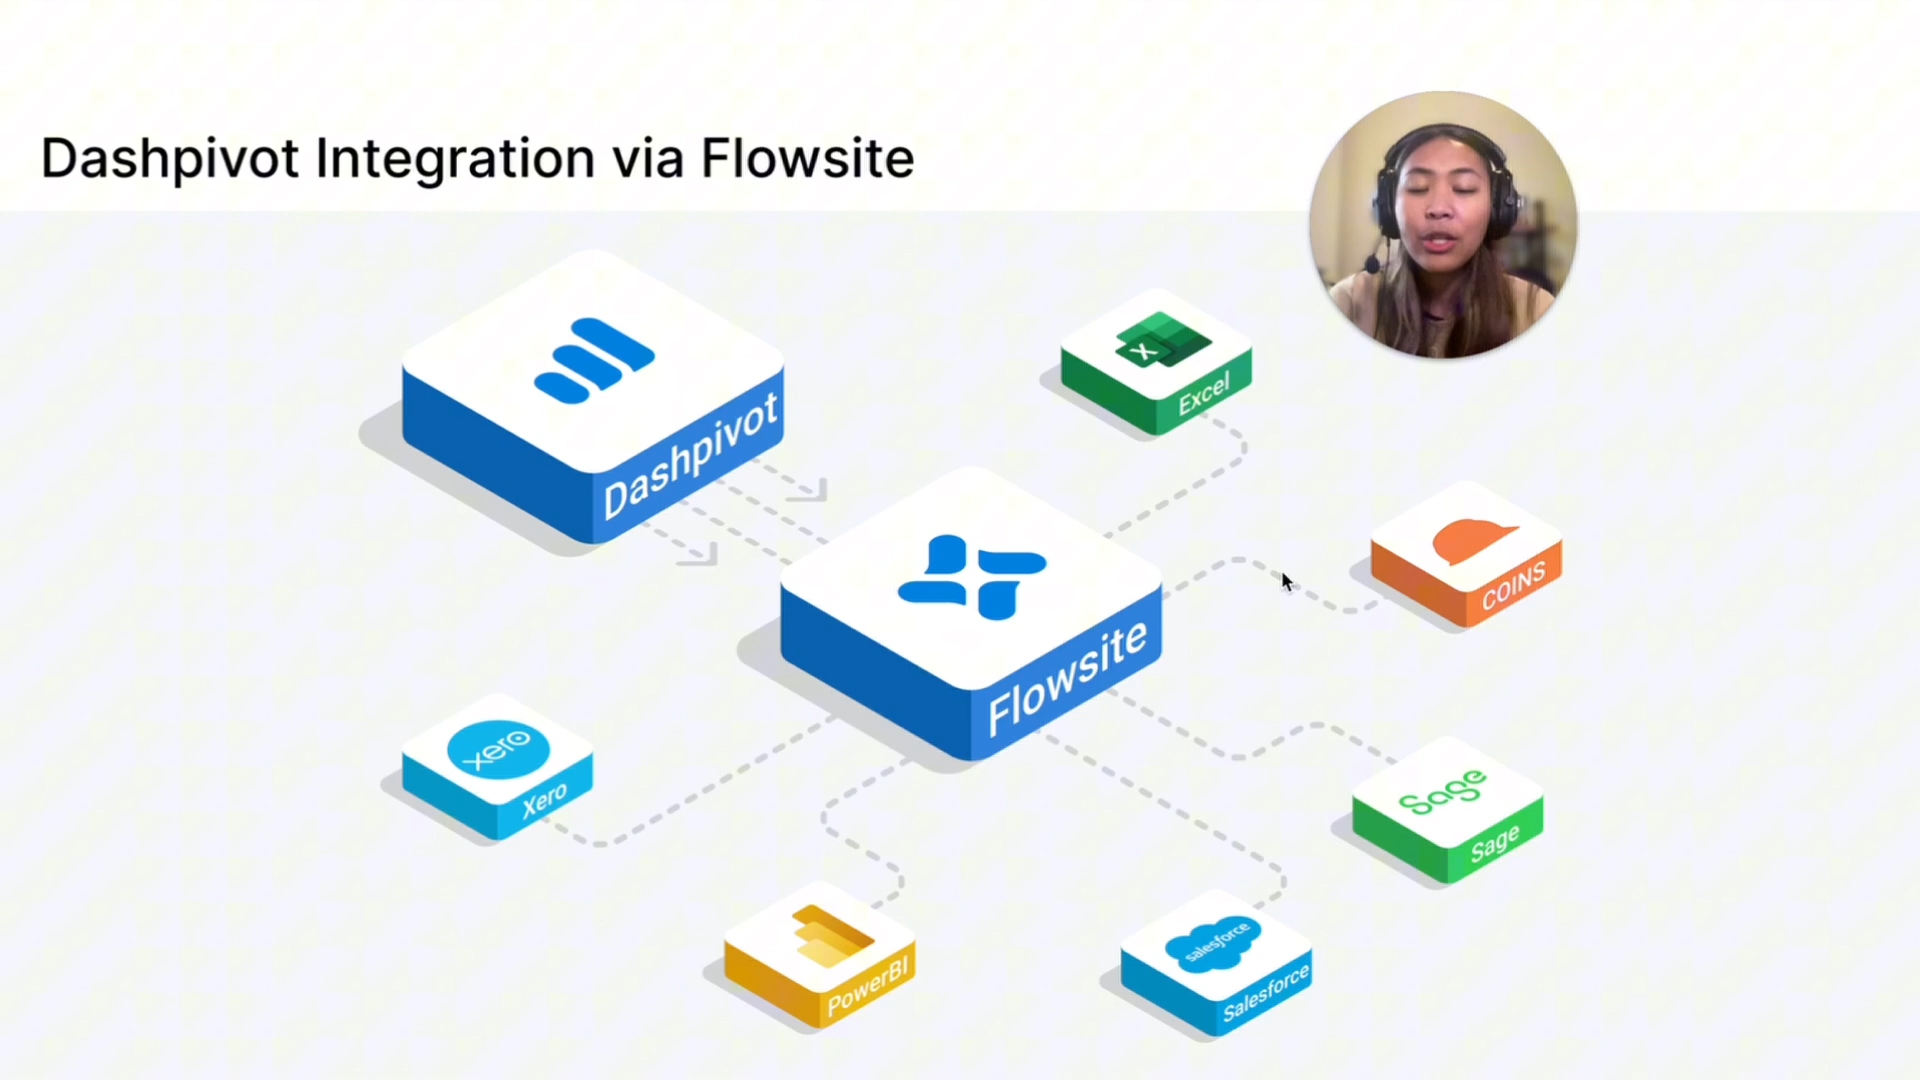 Dashpivot Integration via Flowsite
Dashpivot
X
Excel
COINS
Flowsite
xero
Xero
Sage
Sage
PowerBI
salesforce
Salesforce